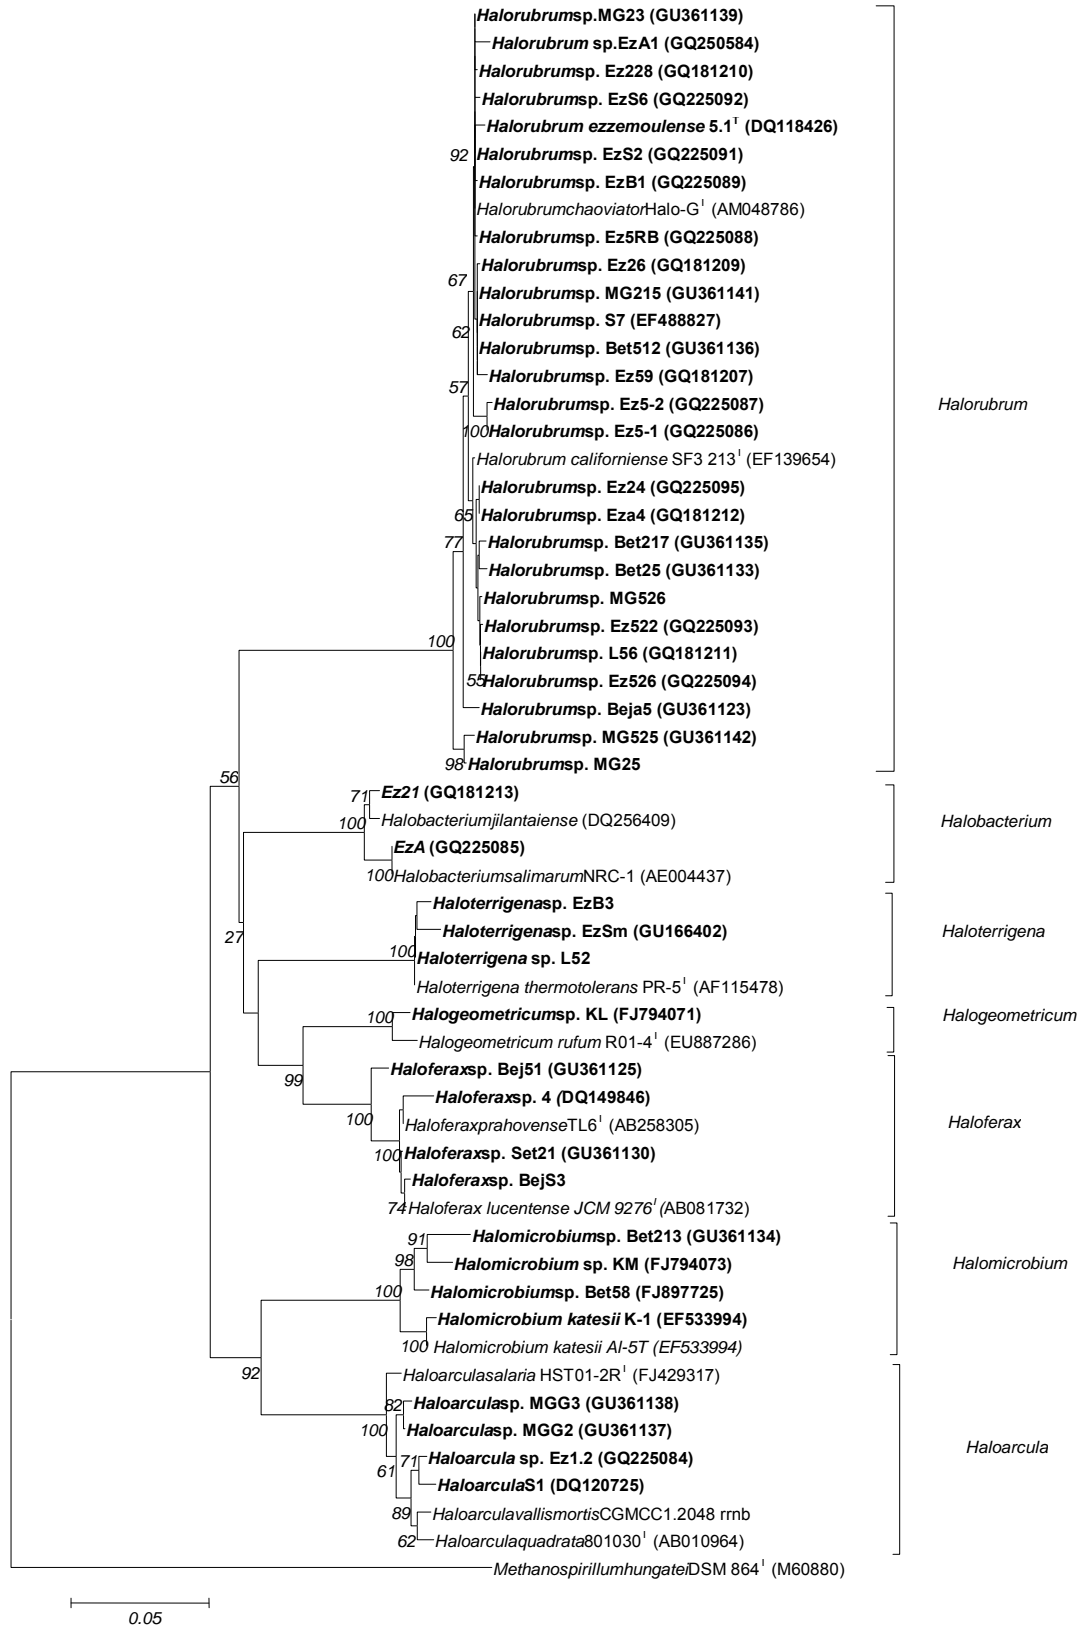 Halorubrumsp.MG23 (GU361139)
Halorubrum sp.EzA1 (GQ250584)
Halorubrumsp. Ez228 (GQ181210)
Halorubrumsp. EzS6 (GQ225092)
Halorubrum ezzemoulense 5.1T (DQ118426)
92
Halorubrumsp. EzS2 (GQ225091)
Halorubrumsp. EzB1 (GQ225089)
HalorubrumchaoviatorHalo-GT (AM048786)
Halorubrumsp. Ez5RB (GQ225088)
Halorubrumsp. Ez26 (GQ181209)
67
Halorubrumsp. MG215 (GU361141)
Halorubrumsp. S7 (EF488827)
62
Halorubrumsp. Bet512 (GU361136)
Halorubrumsp. Ez59 (GQ181207)
57
Halorubrumsp. Ez5-2 (GQ225087)
Halorubrum
100
Halorubrumsp. Ez5-1 (GQ225086)
Halorubrum californiense SF3 213T (EF139654)
Halorubrumsp. Ez24 (GQ225095)
65
Halorubrumsp. Eza4 (GQ181212)
77
Halorubrumsp. Bet217 (GU361135)
Halorubrumsp. Bet25 (GU361133)
Halorubrumsp. MG526
Halorubrumsp. Ez522 (GQ225093)
100
Halorubrumsp. L56 (GQ181211)
55
Halorubrumsp. Ez526 (GQ225094)
Halorubrumsp. Beja5 (GU361123)
Halorubrumsp. MG525 (GU361142)
98
Halorubrumsp. MG25
56
Ez21 (GQ181213)
71
Halobacteriumjilantaiense (DQ256409)
Halobacterium
100
EzA (GQ225085)
100
HalobacteriumsalimarumNRC-1 (AE004437)
Haloterrigenasp. EzB3
Haloterrigenasp. EzSm (GU166402)
Haloterrigena
27
100
Haloterrigena sp. L52
Haloterrigena thermotolerans PR-5T (AF115478)
100
Halogeometricumsp. KL (FJ794071)
Halogeometricum
Halogeometricum rufum R01-4T (EU887286)
Haloferaxsp. Bej51 (GU361125)
99
Haloferaxsp. 4 (DQ149846)
100
HaloferaxprahovenseTL6T (AB258305)
Haloferax
100
Haloferaxsp. Set21 (GU361130)
Haloferaxsp. BejS3
74
Haloferax lucentense JCM 9276T (AB081732)
91
Halomicrobiumsp. Bet213 (GU361134)
98
Halomicrobium sp. KM (FJ794073)
Halomicrobium
100
Halomicrobiumsp. Bet58 (FJ897725)
Halomicrobium katesii K-1 (EF533994)
100
Halomicrobium katesii Al-5T (EF533994)
92
Haloarculasalaria HST01-2RT (FJ429317)
82
Haloarculasp. MGG3 (GU361138)
100
Haloarculasp. MGG2 (GU361137)
Haloarcula
71
Haloarcula sp. Ez1.2 (GQ225084)
61
HaloarculaS1 (DQ120725)
89
HaloarculavallismortisCGMCC1.2048 rrnb
62
Haloarculaquadrata801030T (AB010964)
MethanospirillumhungateiDSM 864T (M60880)
0.05